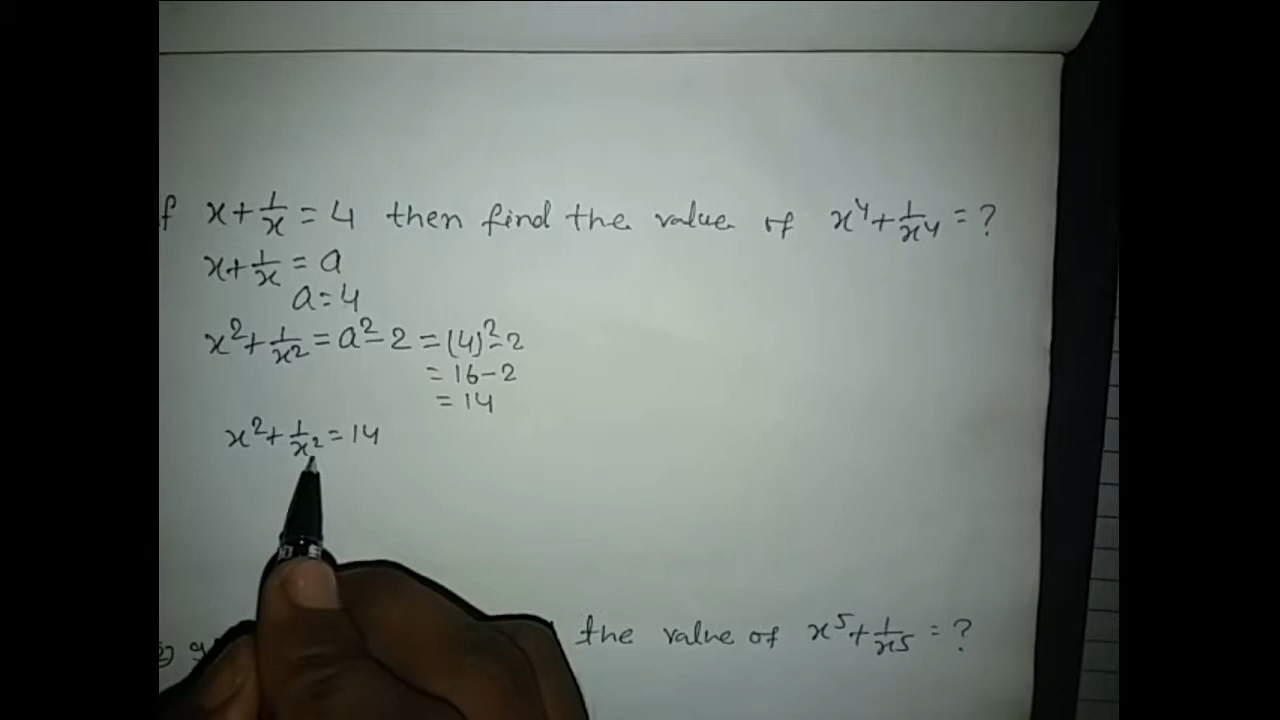 f x + 1/x = 4 then find the value of x⁴ + 1/x⁴ = ?
x + 1/x = a
a = 4
x² + 1/x² = a² - 2 = (4)² - 2
= 16 - 2
= 14
x² + 1/x² = 14
the value of x⁵ + 1/x⁵ = ?